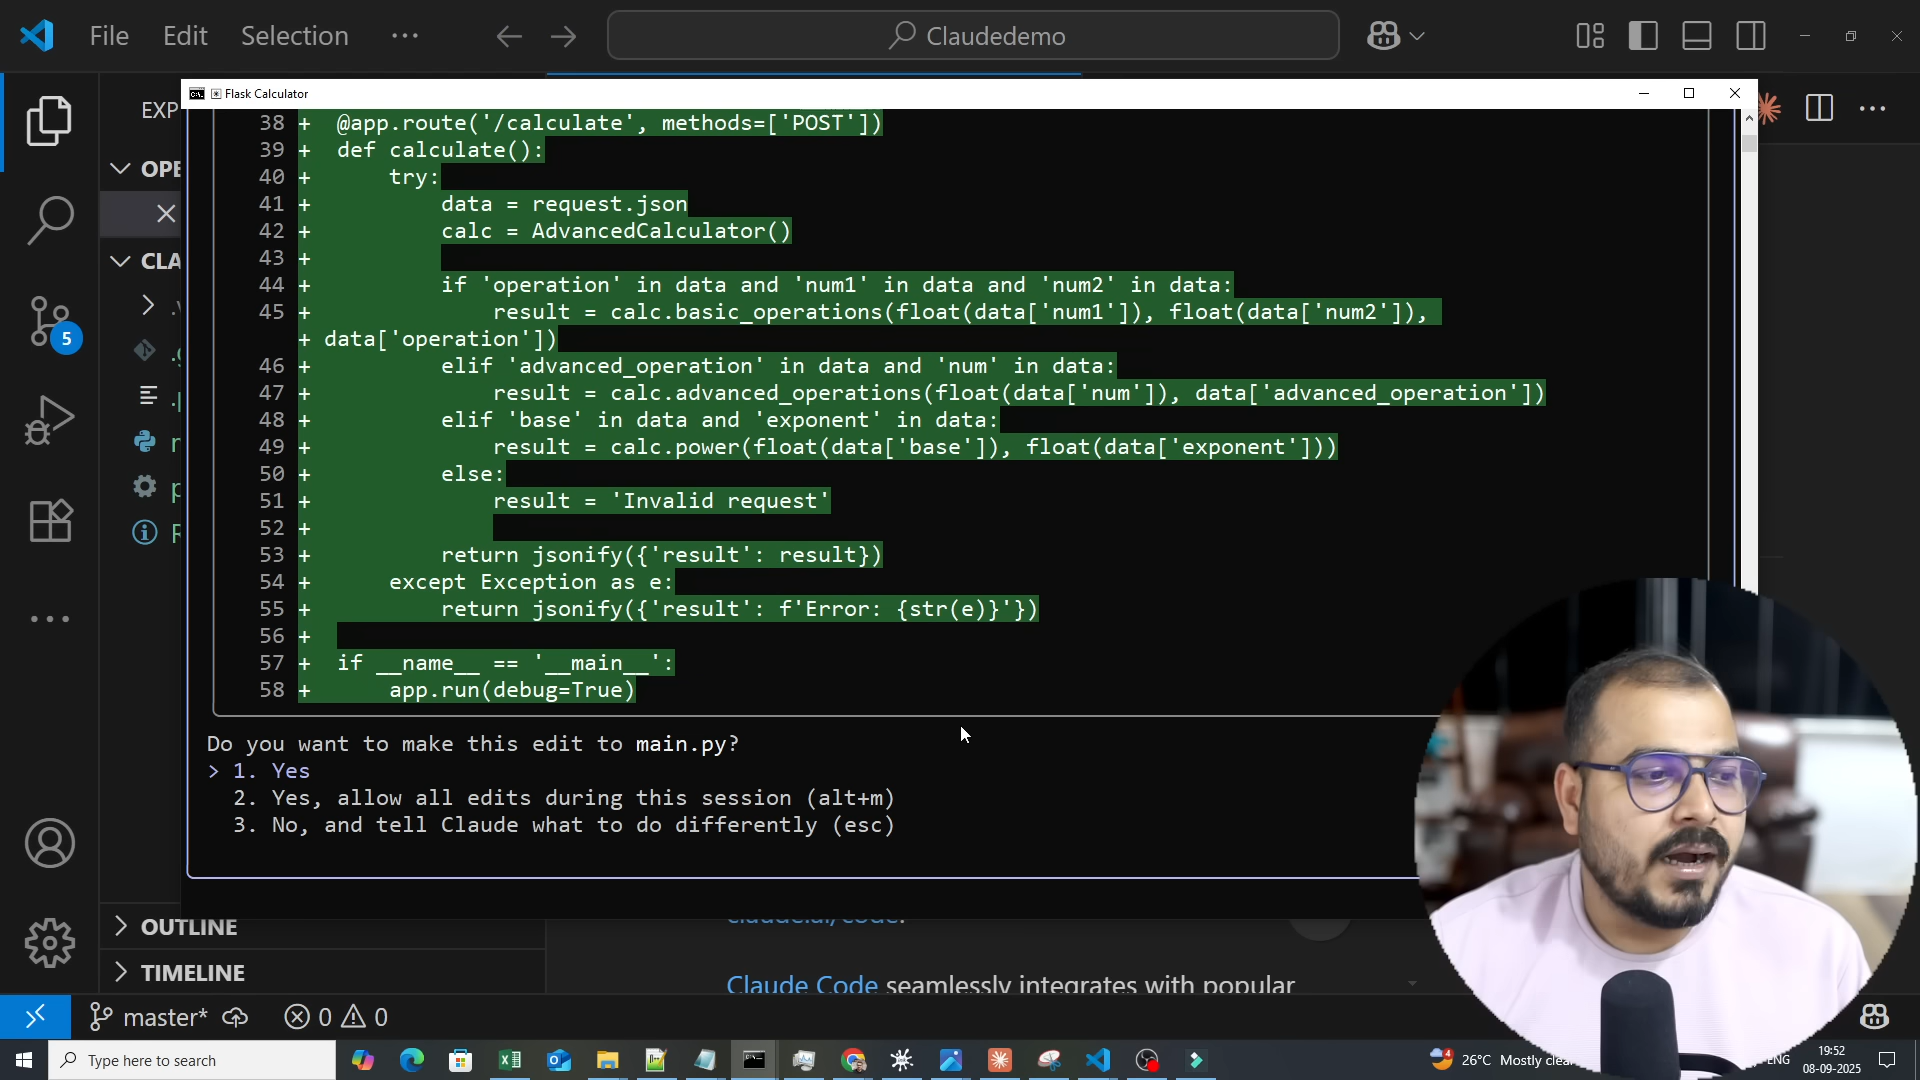 File Edit Selection ···
Claudedemo
Flask Calculator
EXP
OPE
CLA
5
38 + @app.route('/calculate', methods=['POST'])
39 + def calculate():
40 +     try:
41 +         data = request.json
42 +         calc = AdvancedCalculator()
43 +
44 +         if 'operation' in data and 'num1' in data and 'num2' in data:
45 +             result = calc.basic_operations(float(data['num1']), float(data['num2']),
+ data['operation'])
46 +         elif 'advanced_operation' in data and 'num' in data:
47 +             result = calc.advanced_operations(float(data['num']), data['advanced_operation'])
48 +         elif 'base' in data and 'exponent' in data:
49 +             result = calc.power(float(data['base']), float(data['exponent']))
50 +         else:
51 +             result = 'Invalid request'
52 +
53 +         return jsonify({'result': result})
54 +     except Exception as e:
55 +         return jsonify({'result': f'Error: {str(e)}'})
56 +
57 + if __name__ == '__main__':
58 +     app.run(debug=True)
Do you want to make this edit to main.py?
> 1. Yes
2. Yes, allow all edits during this session (alt+m)
3. No, and tell Claude what to do differently (esc)
OUTLINE
TIMELINE
claude.ai/code.
Claude Code seamlessly integrates with popular
master* 0 0
Type here to search
26°C Mostly clear
ENG
19:52
08-09-2025